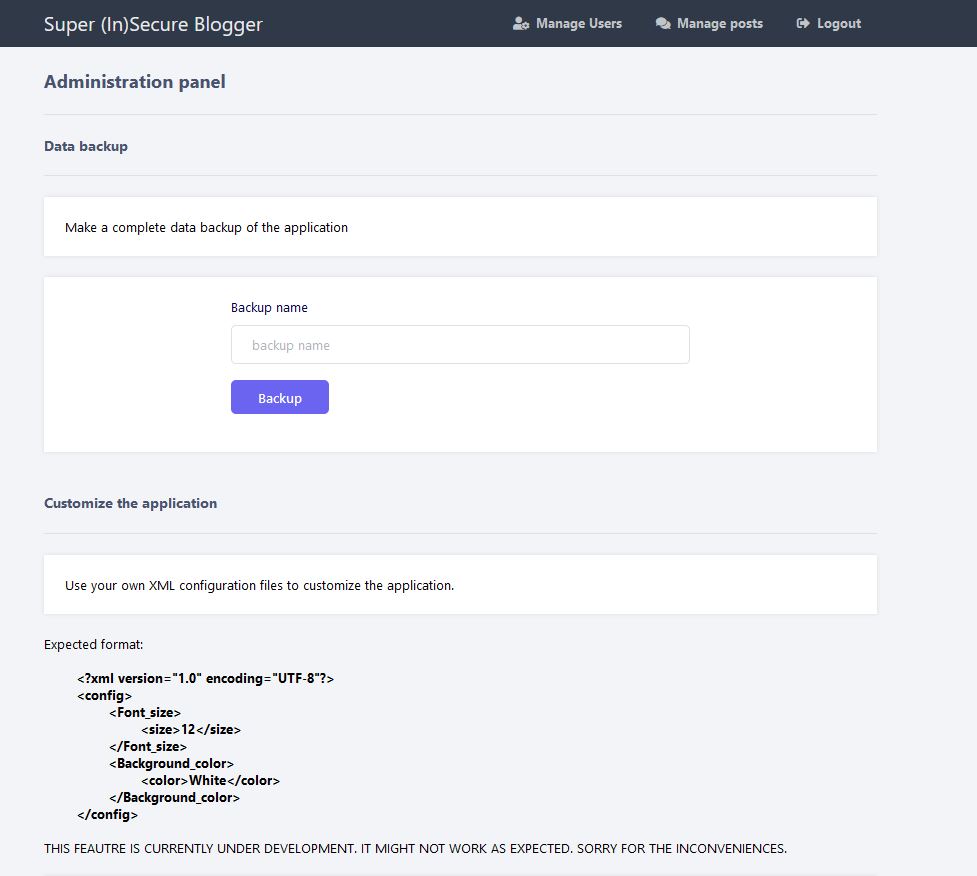 Super (In)Secure Blogger
Manage Users
Manage posts
Logout
Administration panel
Data backup
Make a complete data backup of the application
Backup name
backup name
Backup
Customize the application
Use your own XML configuration files to customize the application.
Expected format:
<?xml version="1.0" encoding="UTF-8"?>
<config>
<Font_size>
<size>12</size>
</Font_size>
<Background_color>
<color>White</color>
</Background_color>
</config>
THIS FEAUTRE IS CURRENTLY UNDER DEVELOPMENT. IT MIGHT NOT WORK AS EXPECTED. SORRY FOR THE INCONVENIENCES.